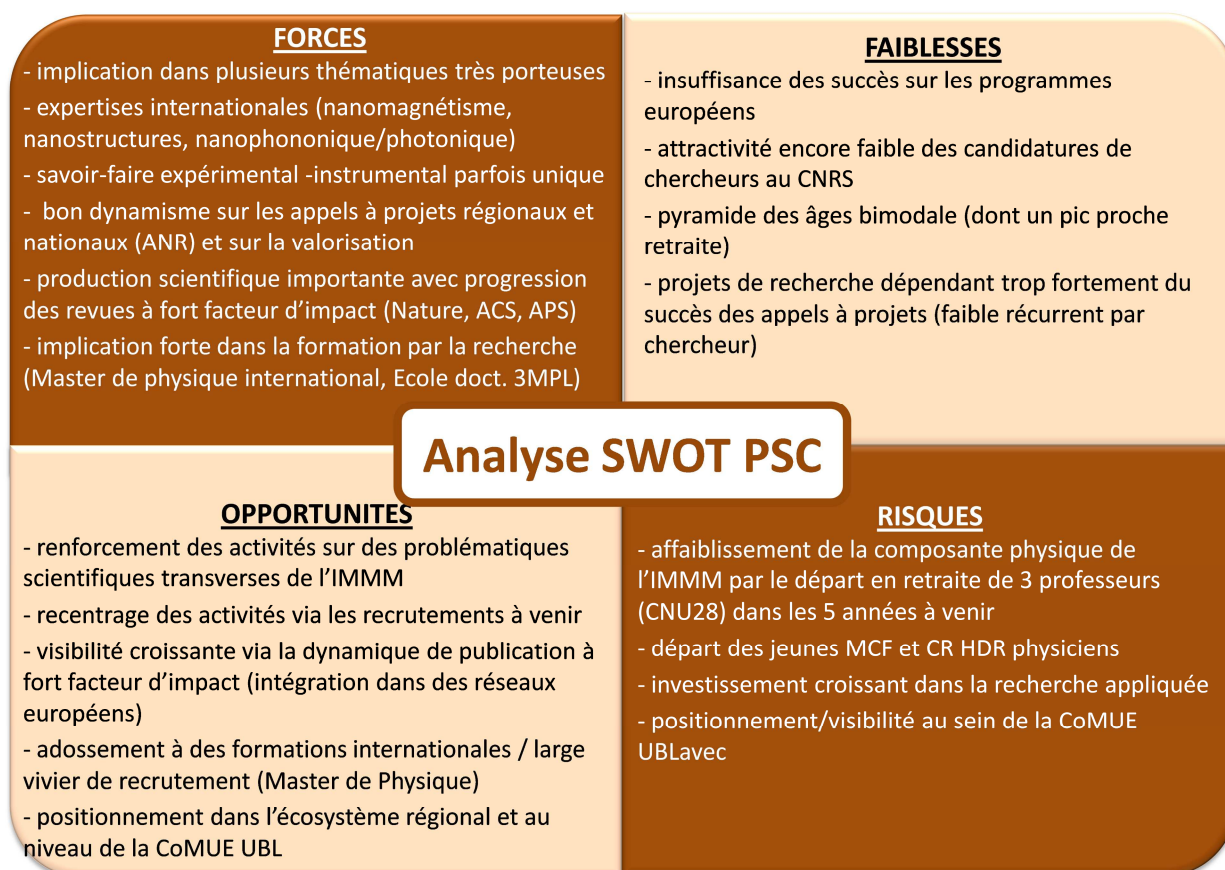 FORCES
- implication dans plusieurs thématiques très porteuses
- expertises internationales (nanomagnétisme,
nanostructures, nanophononique/photonique)
- savoir-faire expérimental -instrumental parfois unique
- bon dynamisme sur les appels à projets régionaux et
nationaux (ANR) et sur la valorisation
- production scientifique importante avec progression
des revues à fort facteur d’impact (Nature, ACS, APS)
- implication forte dans la formation par la recherche
(Master de physique international, Ecole doct. 3MPL)
FAIBLESSES
- insuffisance des succès sur les programmes
européens
- attractivité encore faible des candidatures de
chercheurs au CNRS
- pyramide des âges bimodale (dont un pic proche
retraite)
- projets de recherche dépendant trop fortement du
succès des appels à projets (faible récurrent par
chercheur)
Analyse SWOT PSC
OPPORTUNITES
- renforcement des activités sur des problématiques
scientifiques transverses de l’IMMM
- recentrage des activités via les recrutements à venir
- visibilité croissante via la dynamique de publication à
fort facteur d’impact (intégration dans des réseaux
européens)
- adossement à des formations internationales / large
vivier de recrutement (Master de Physique)
- positionnement dans l’écosystème régional et au
niveau de la CoMUE UBL
RISQUES
- affaiblissement de la composante physique de
l’IMMM par le départ en retraite de 3 professeurs
(CNU28) dans les 5 années à venir
- départ des jeunes MCF et CR HDR physiciens
- investissement croissant dans la recherche appliquée
- positionnement/visibilité au sein de la CoMUE
UBLavec